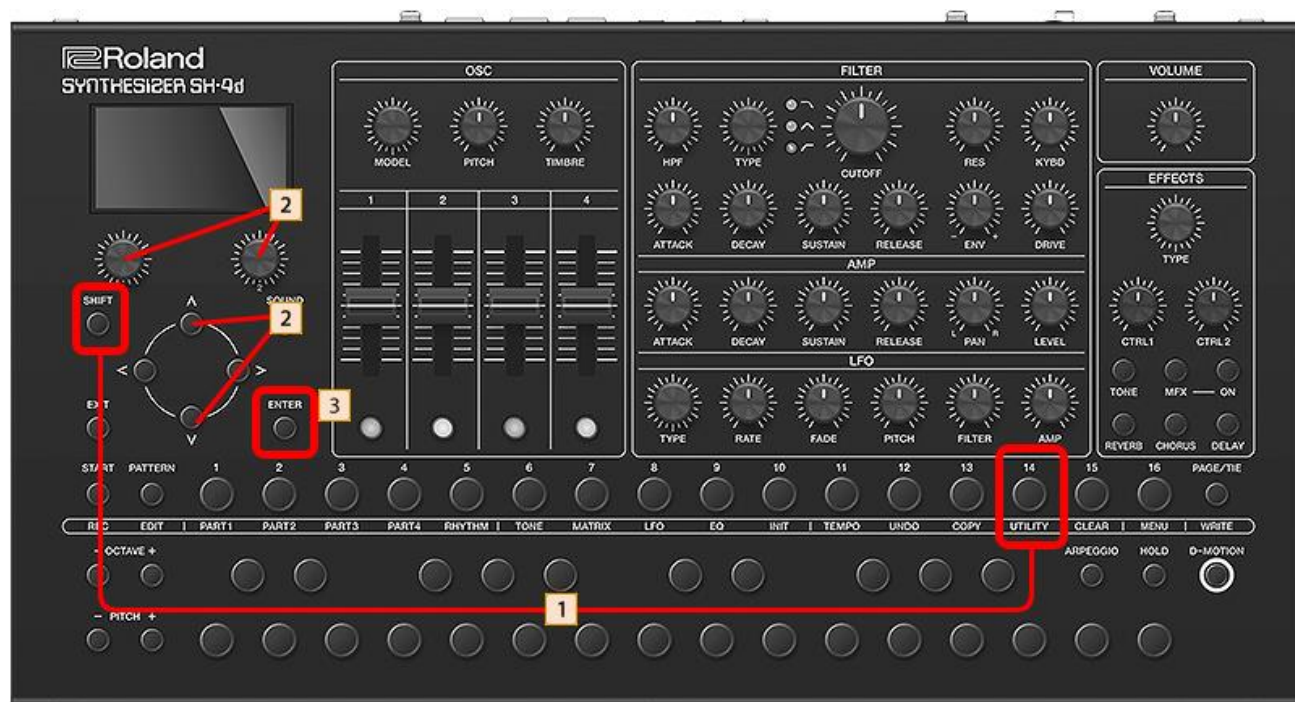 Roland
SYNTHESIZER SH-4d
OSC
FILTER
VOLUME
MODEL PITCH TIMBRE
HPF TYPE CUTOFF RES KYBD
EFFECTS
TYPE
1 2 3 4
2
ATTACK DECAY SUSTAIN RELEASE - ENV + DRIVE
AMP
2 SOUND
SHIFT
2
ATTACK DECAY SUSTAIN RELEASE L PAN R LEVEL
CTRL1 CTRL2
LFO
TONE MFX ON
EXIT ENTER 3
TYPE RATE FADE PITCH FILTER AMP
REVERB CHORUS DELAY
START PATTERN 1 2 3 4 5 6 7 8 9 10 11 12 13 14 15 16 PAGE/TIE
REC EDIT | PART1 PART2 PART3 PART4 RHYTHM | TONE MATRIX LFO EQ INIT | TEMPO UNDO COPY UTILITY CLEAR | MENU | WRITE
- OCTAVE +
ARPEGGIO HOLD D-MOTION
1
- PITCH +